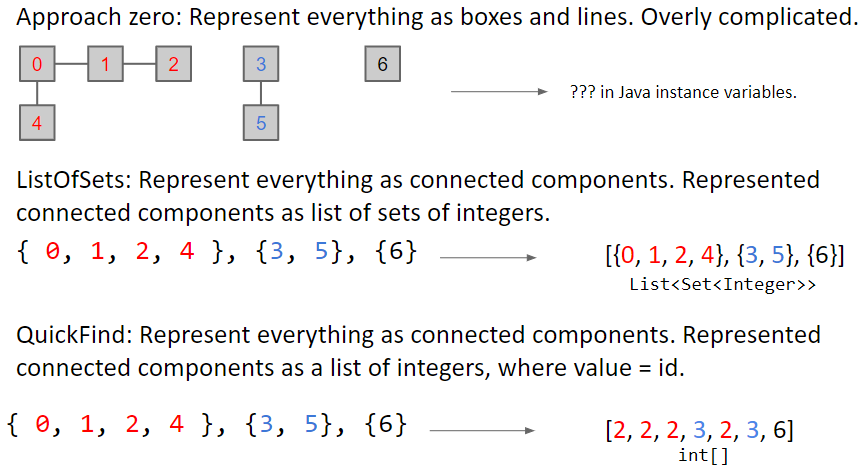 Approach zero: Represent everything as boxes and lines. Overly complicated.
0 1 2 3 6
??? in Java instance variables.
4 5
ListOfSets: Represent everything as connected components. Represented
connected components as list of sets of integers.
{ 0, 1, 2, 4 }, {3, 5}, {6} [{0, 1, 2, 4}, {3, 5}, {6}]
List<Set<Integer>>
QuickFind: Represent everything as connected components. Represented
connected components as a list of integers, where value = id.
{ 0, 1, 2, 4 }, {3, 5}, {6} [2, 2, 2, 3, 2, 3, 6]
int[]